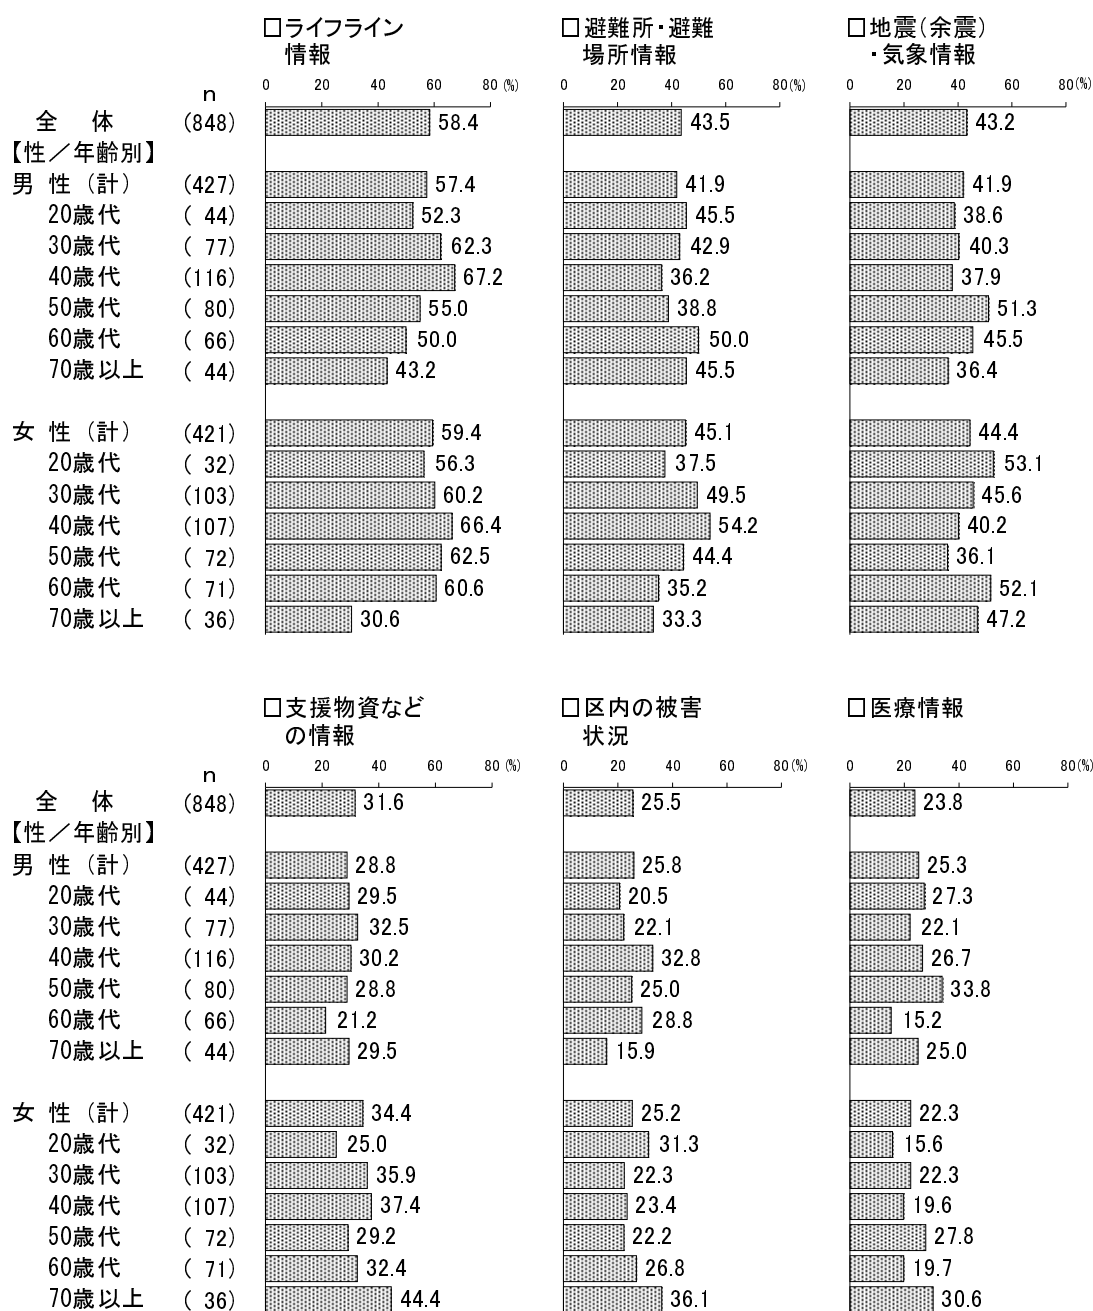 □ライフライン
情報
□避難所・避難
場所情報
□地震(余震)
・気象情報
n
0 20 40 60 80(%)
0 20 40 60 80(%)
0 20 40 60 80(%)
全 体 (848) 58.4 43.5 43.2
【性/年齢別】
男 性(計) (427) 57.4 41.9 41.9
20歳代 ( 44) 52.3 45.5 38.6
30歳代 ( 77) 62.3 42.9 40.3
40歳代 (116) 67.2 36.2 37.9
50歳代 ( 80) 55.0 38.8 51.3
60歳代 ( 66) 50.0 50.0 45.5
70歳以上 ( 44) 43.2 45.5 36.4
女 性(計) (421) 59.4 45.1 44.4
20歳代 ( 32) 56.3 37.5 53.1
30歳代 (103) 60.2 49.5 45.6
40歳代 (107) 66.4 54.2 40.2
50歳代 ( 72) 62.5 44.4 36.1
60歳代 ( 71) 60.6 35.2 52.1
70歳以上 ( 36) 30.6 33.3 47.2
□支援物資など
の情報
□区内の被害
状況
□医療情報
n
0 20 40 60 80(%)
0 20 40 60 80(%)
0 20 40 60 80(%)
全 体 (848) 31.6 25.5 23.8
【性/年齢別】
男 性(計) (427) 28.8 25.8 25.3
20歳代 ( 44) 29.5 20.5 27.3
30歳代 ( 77) 32.5 22.1 22.1
40歳代 (116) 30.2 32.8 26.7
50歳代 ( 80) 28.8 25.0 33.8
60歳代 ( 66) 21.2 28.8 15.2
70歳以上 ( 44) 29.5 15.9 25.0
女 性(計) (421) 34.4 25.2 22.3
20歳代 ( 32) 25.0 31.3 15.6
30歳代 (103) 35.9 22.3 22.3
40歳代 (107) 37.4 23.4 19.6
50歳代 ( 72) 29.2 22.2 27.8
60歳代 ( 71) 32.4 26.8 19.7
70歳以上 ( 36) 44.4 36.1 30.6